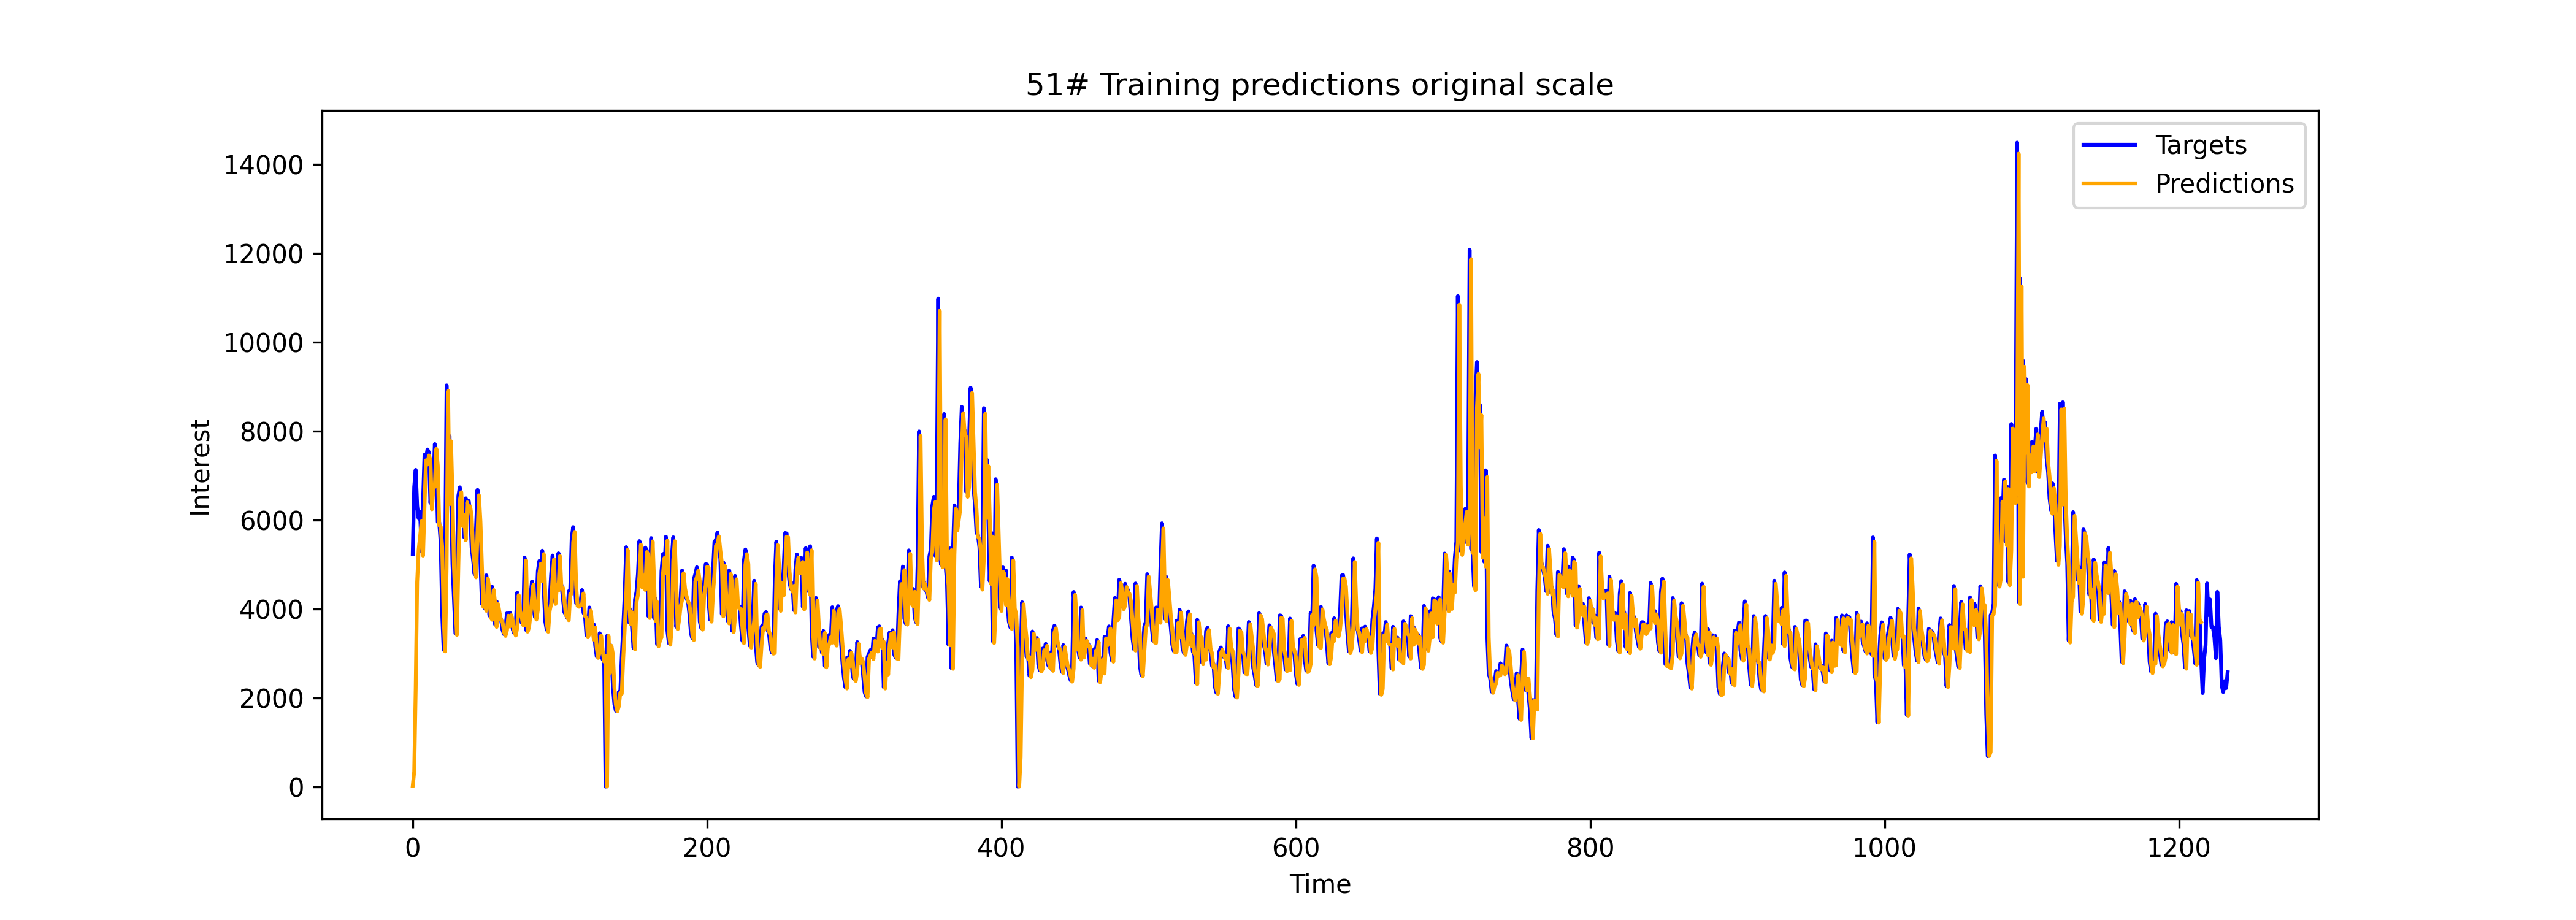 51# Training predictions original scale
Targets
Predictions
14000
12000
10000
8000
6000
4000
2000
0
Interest
0 200 400 600 800 1000 1200
Time